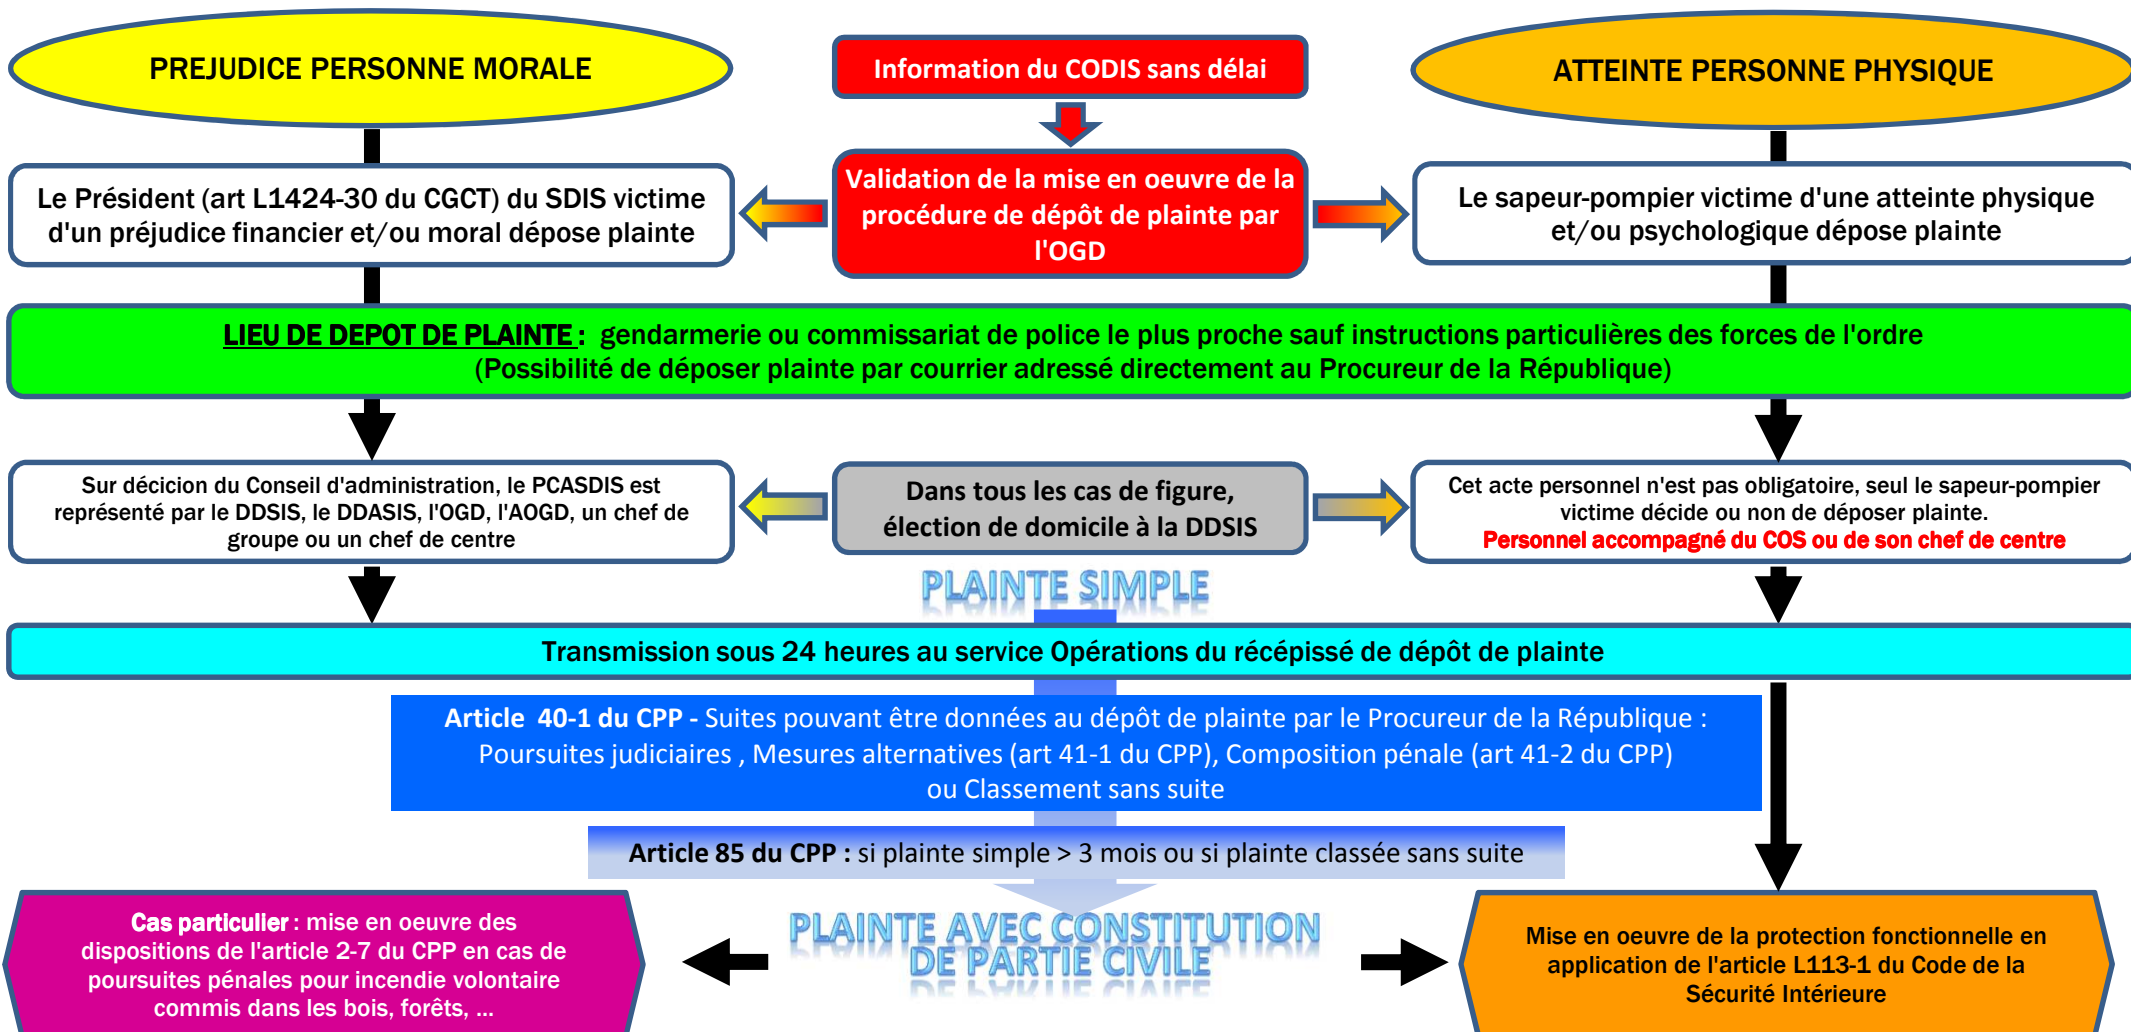 PREJUDICE PERSONNE MORALE
Information du CODIS sans délai
ATTEINTE PERSONNE PHYSIQUE
Le Président (art L1424-30 du CGCT) du SDIS victime
d'un préjudice financier et/ou moral dépose plainte
Validation de la mise en oeuvre de la
procédure de dépôt de plainte par
l'OGD
Le sapeur-pompier victime d'une atteinte physique
et/ou psychologique dépose plainte
LIEU DE DEPOT DE PLAINTE : gendarmerie ou commissariat de police le plus proche sauf instructions particulières des forces de l'ordre
(Possibilité de déposer plainte par courrier adressé directement au Procureur de la République)
Sur décicion du Conseil d'administration, le PCASDIS est
représenté par le DDSIS, le DDASIS, l'OGD, l'AOGD, un chef de
groupe ou un chef de centre
Dans tous les cas de figure,
élection de domicile à la DDSIS
Cet acte personnel n'est pas obligatoire, seul le sapeur-pompier
victime décide ou non de déposer plainte.
Personnel accompagné du COS ou de son chef de centre
PLAINTE SIMPLE
Transmission sous 24 heures au service Opérations du récépissé de dépôt de plainte
Article 40-1 du CPP - Suites pouvant être données au dépôt de plainte par le Procureur de la République :
Poursuites judiciaires , Mesures alternatives (art 41-1 du CPP), Composition pénale (art 41-2 du CPP)
ou Classement sans suite
Article 85 du CPP : si plainte simple > 3 mois ou si plainte classée sans suite
Cas particulier : mise en oeuvre des
dispositions de l'article 2-7 du CPP en cas de
poursuites pénales pour incendie volontaire
commis dans les bois, forêts, ...
PLAINTE AVEC CONSTITUTION
DE PARTIE CIVILE
Mise en oeuvre de la protection fonctionnelle en
application de l'article L113-1 du Code de la
Sécurité Intérieure